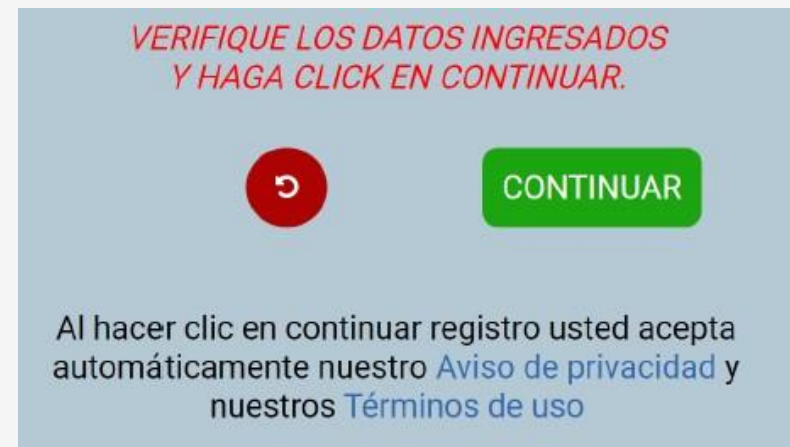 VERIFIQUE LOS DATOS INGRESADOS
Y HAGA CLICK EN CONTINUAR.
CONTINUAR
Al hacer clic en continuar registro usted acepta
automáticamente nuestro Aviso de privacidad y
nuestros Términos de uso